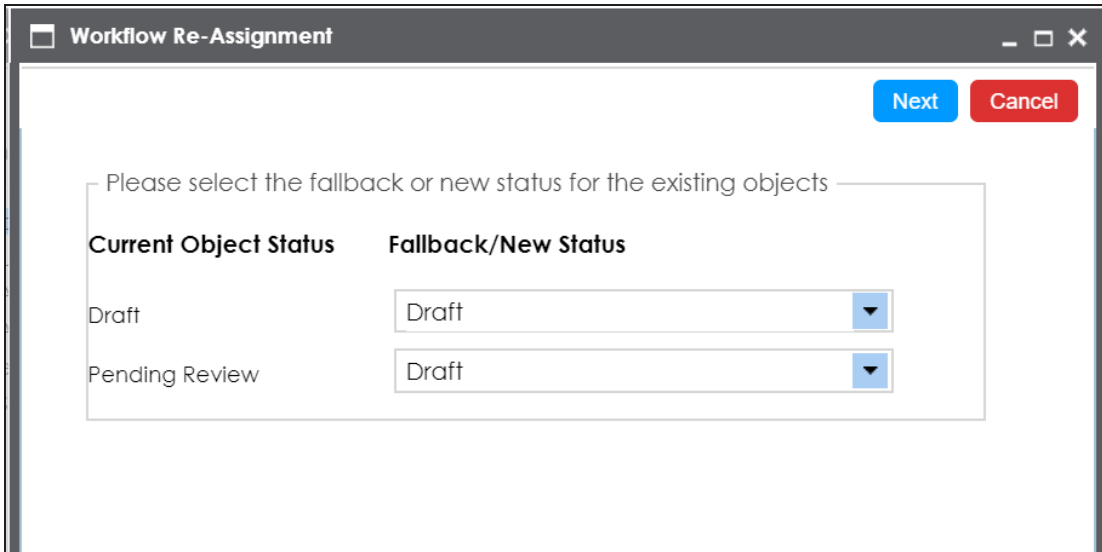 Workflow Re-Assignment
Next Cancel
Please select the fallback or new status for the existing objects
Current Object Status Fallback/New Status
Draft Draft
Pending Review Draft